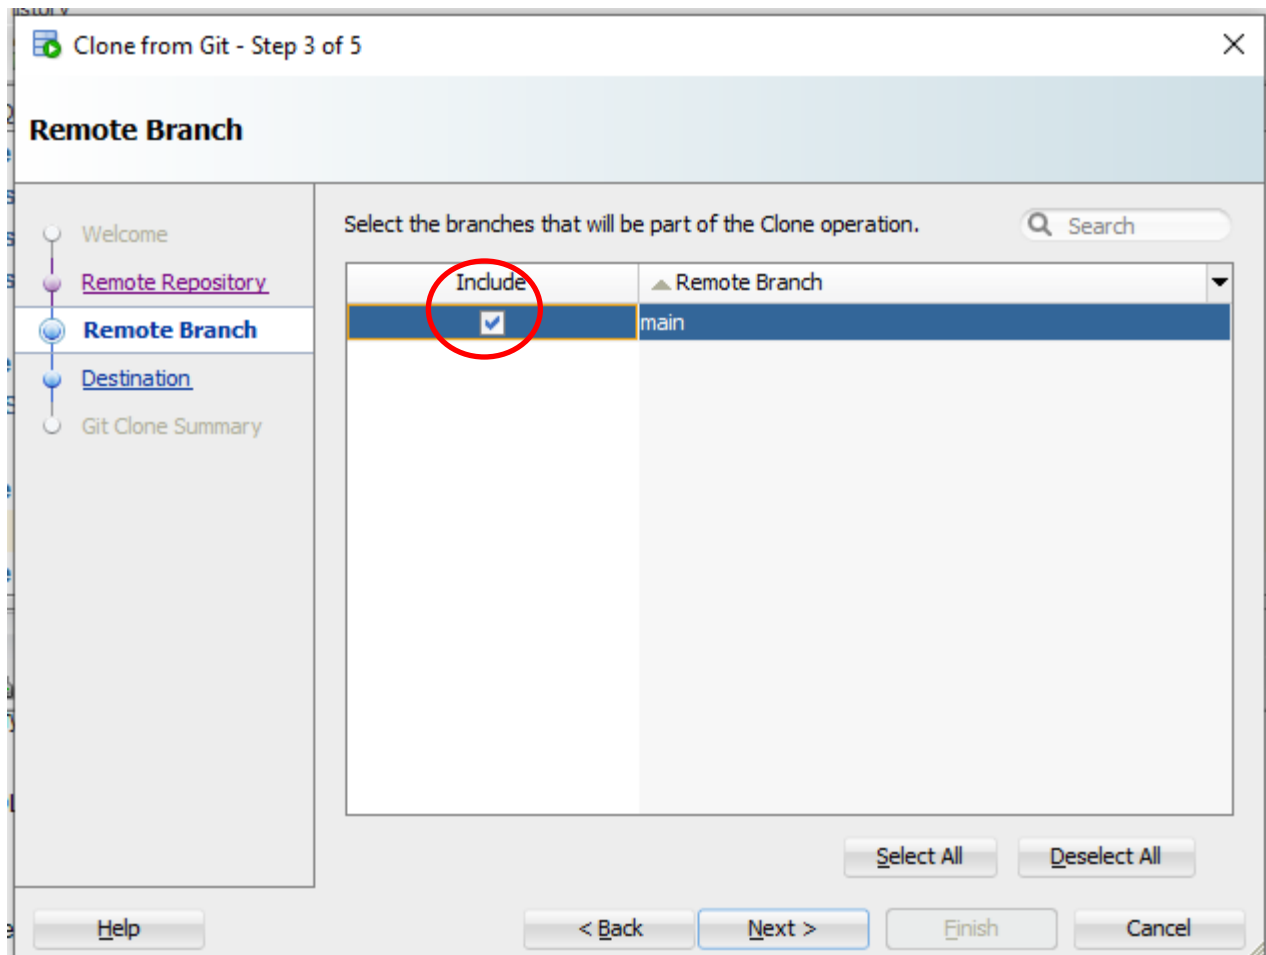 Clone from Git - Step 3 of 5
Remote Branch
Welcome
Remote Repository
Remote Branch
Destination
Git Clone Summary
Select the branches that will be part of the Clone operation.
Search
Include Remote Branch
main
Select All Deselect All
Help < Back Next > Finish Cancel